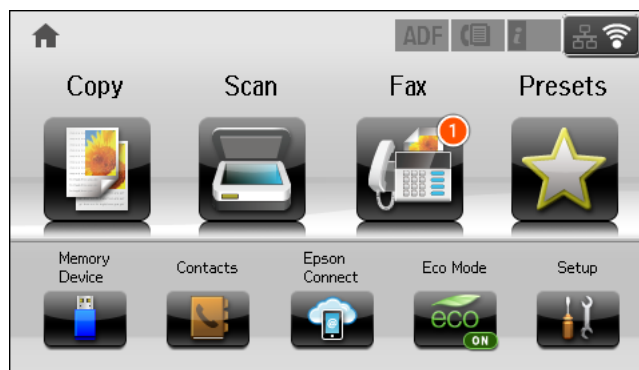 ADF i
Copy Scan Fax Presets
1
Memory Device Contacts Epson Connect Eco Mode Setup
eco
ON